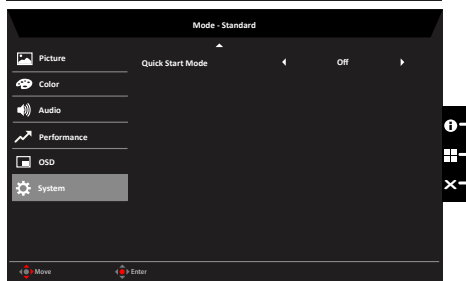 Mode - Standard
Picture
Quick Start Mode Off
Color
Audio
Performance
OSD
System
Move Enter